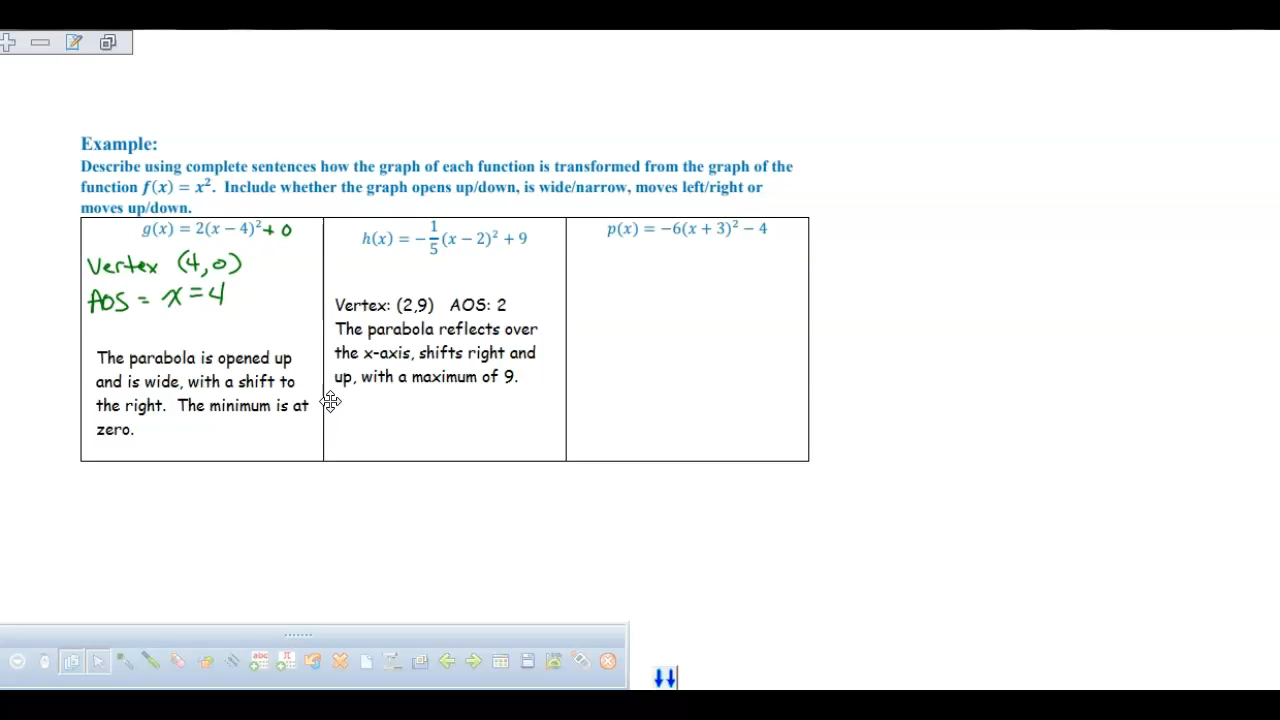 Example:
Describe using complete sentences how the graph of each function is transformed from the graph of the
function f(x) = x². Include whether the graph opens up/down, is wide/narrow, moves left/right or
moves up/down.
g(x) = 2(x − 4)² + 0
Vertex (4,0)
AOS = x = 4
The parabola is opened up
and is wide, with a shift to
the right. The minimum is at
zero.
h(x) = −1/5(x − 2)² + 9
Vertex: (2,9) AOS: 2
The parabola reflects over
the x-axis, shifts right and
up, with a maximum of 9.
p(x) = −6(x + 3)² − 4
abc
π